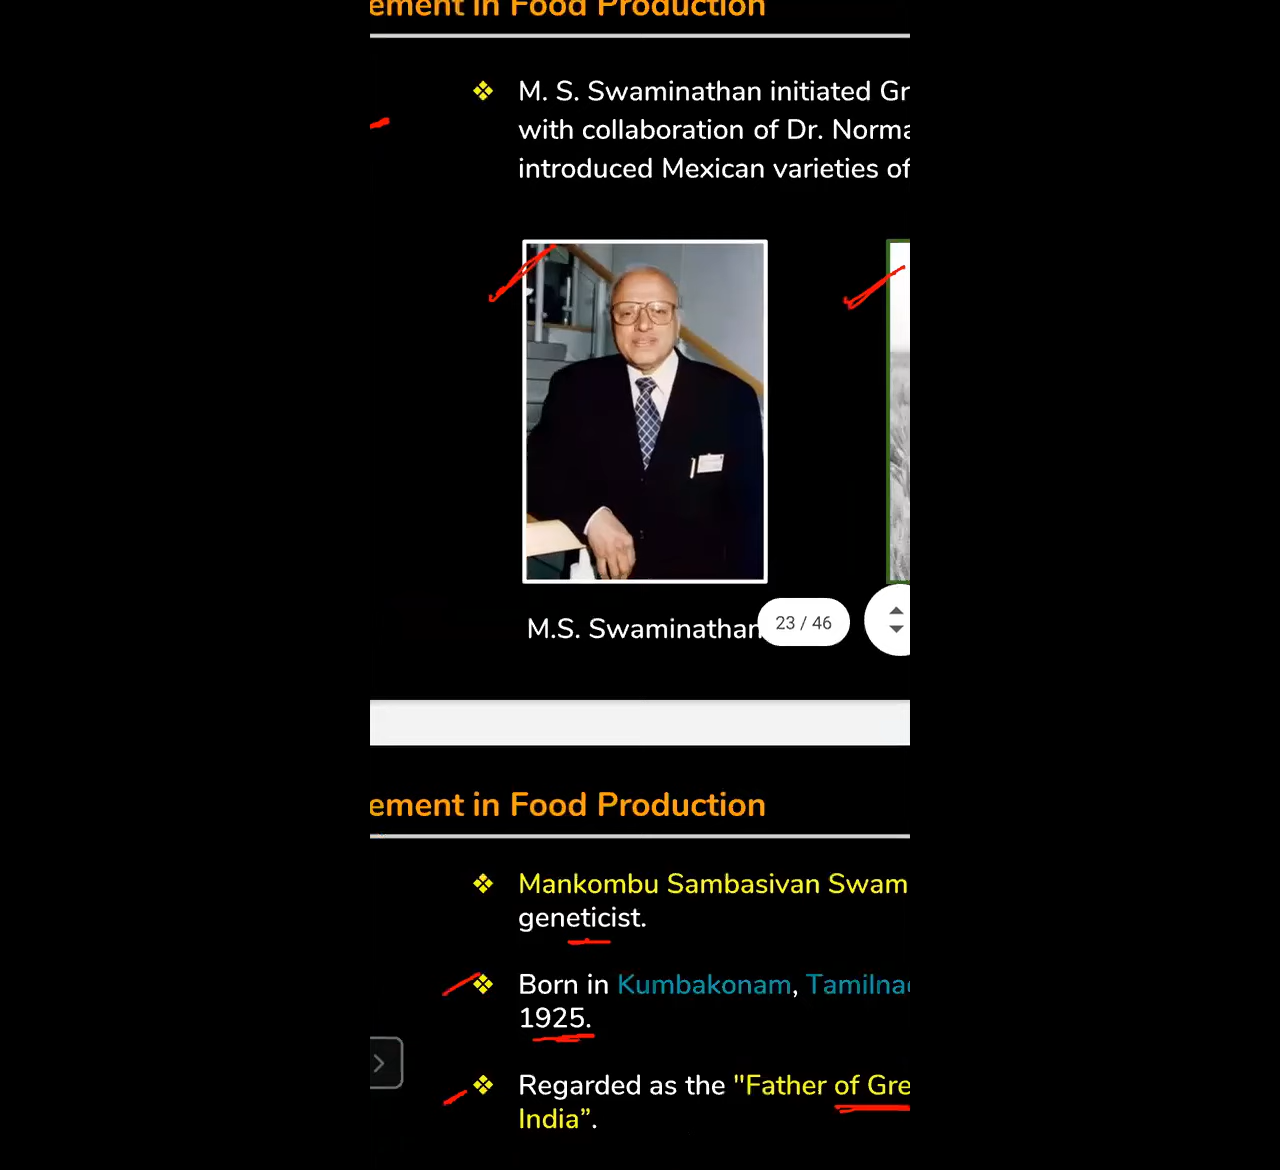 ement in Food Production
❖ M. S. Swaminathan initiated Gr
with collaboration of Dr. Norma
introduced Mexican varieties of
M.S. Swaminathan
23 / 46
ement in Food Production
❖ Mankombu Sambasivan Swam
geneticist.
❖ Born in Kumbakonam, Tamilna
1925.
❖ Regarded as the "Father of Gre
India”.